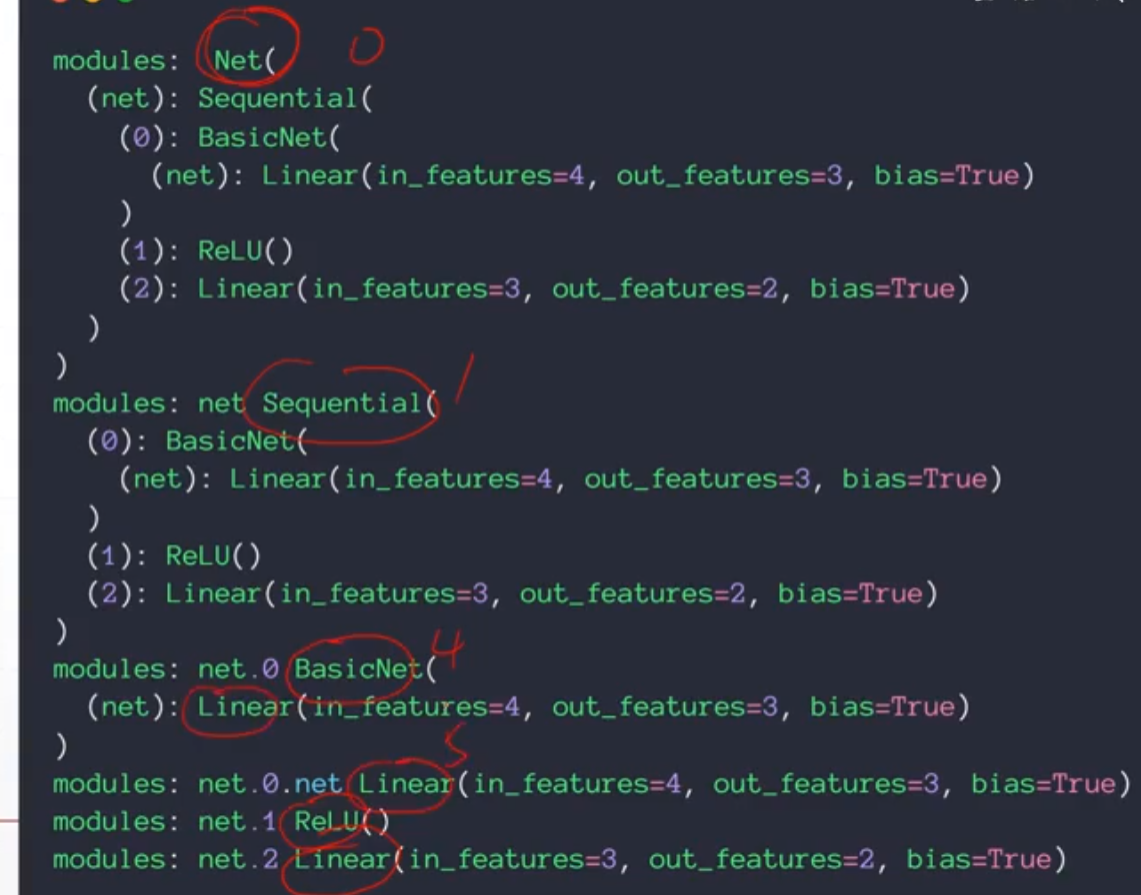 modules: Net( 0
  (net): Sequential(
    (0): BasicNet(
      (net): Linear(in_features=4, out_features=3, bias=True)
    )
    (1): ReLU()
    (2): Linear(in_features=3, out_features=2, bias=True)
  )
)
modules: net Sequential( 1
  (0): BasicNet(
    (net): Linear(in_features=4, out_features=3, bias=True)
  )
  (1): ReLU()
  (2): Linear(in_features=3, out_features=2, bias=True)
)
modules: net.0 BasicNet( 4
  (net): Linear(in_features=4, out_features=3, bias=True)
)
5
modules: net.0.net Linear(in_features=4, out_features=3, bias=True)
modules: net.1 ReLU()
modules: net.2 Linear(in_features=3, out_features=2, bias=True)